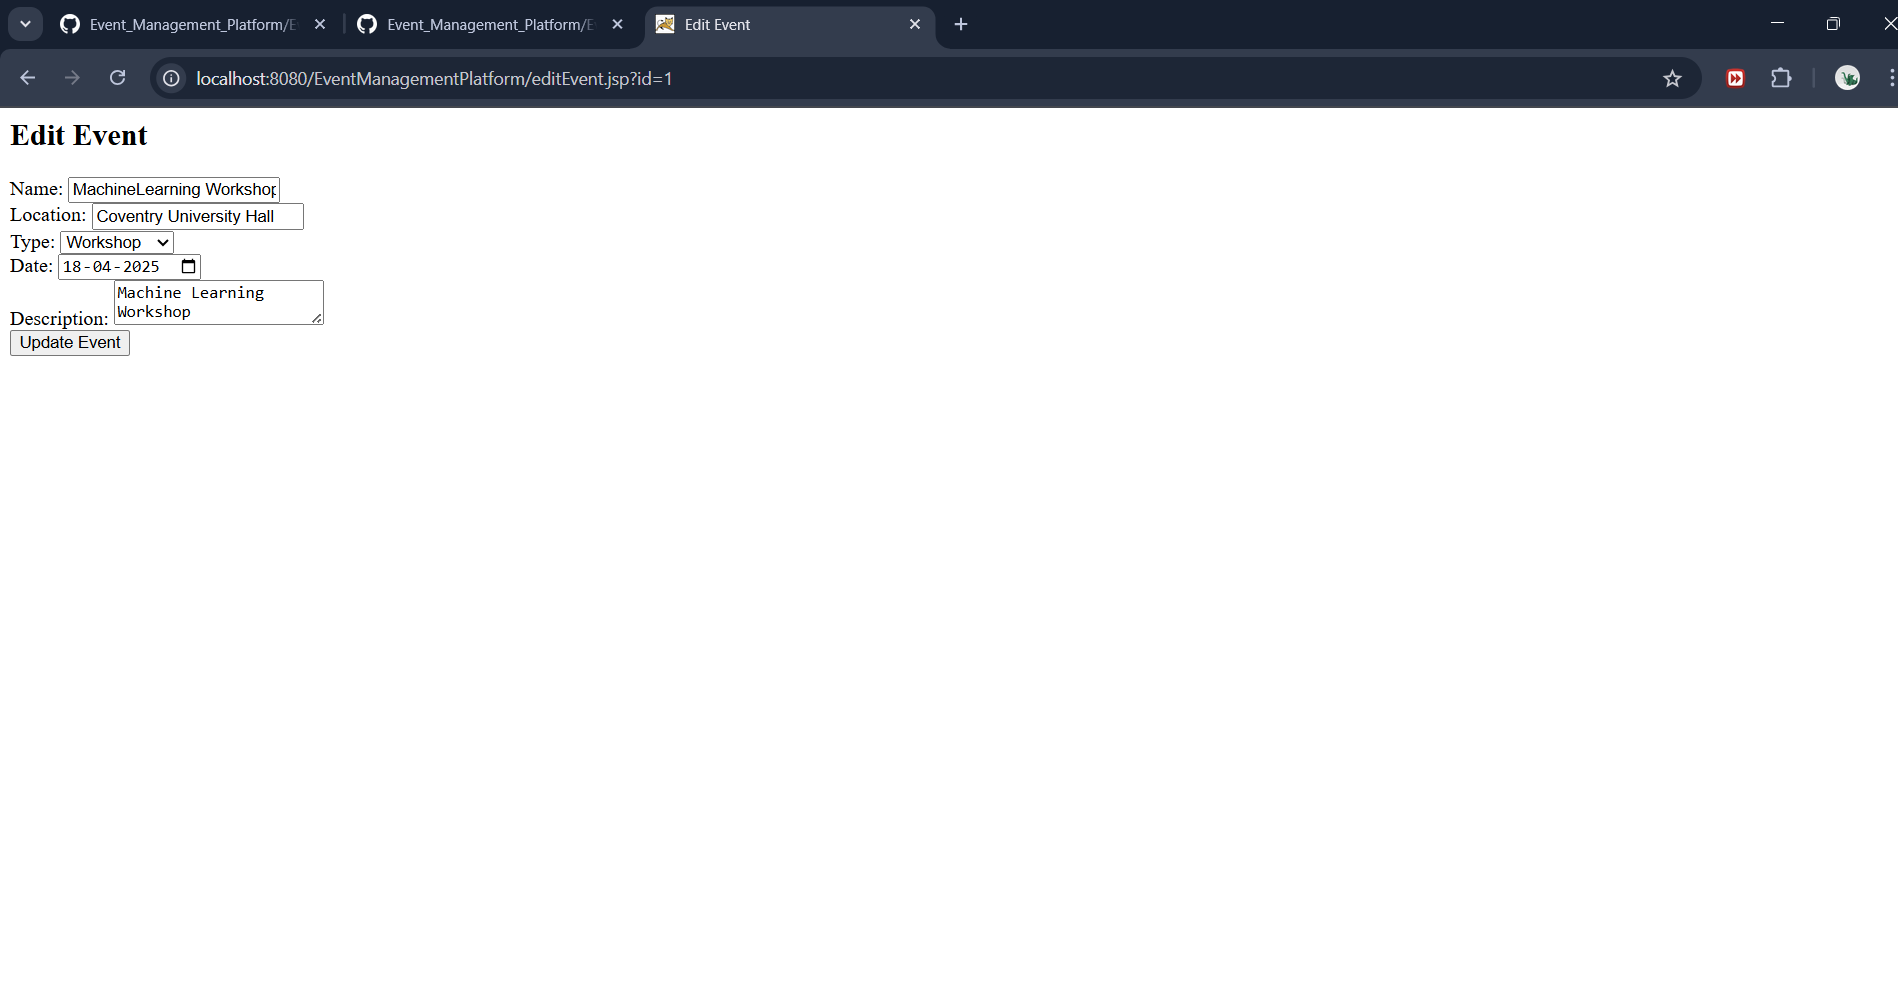 Event_Management_Platform/E
Event_Management_Platform/E
Edit Event
localhost:8080/EventManagementPlatform/editEvent.jsp?id=1
Edit Event
Name: MachineLearning Workshop
Location: Coventry University Hall
Type: Workshop
Date: 18-04-2025
Machine Learning
Workshop
Description:
Update Event